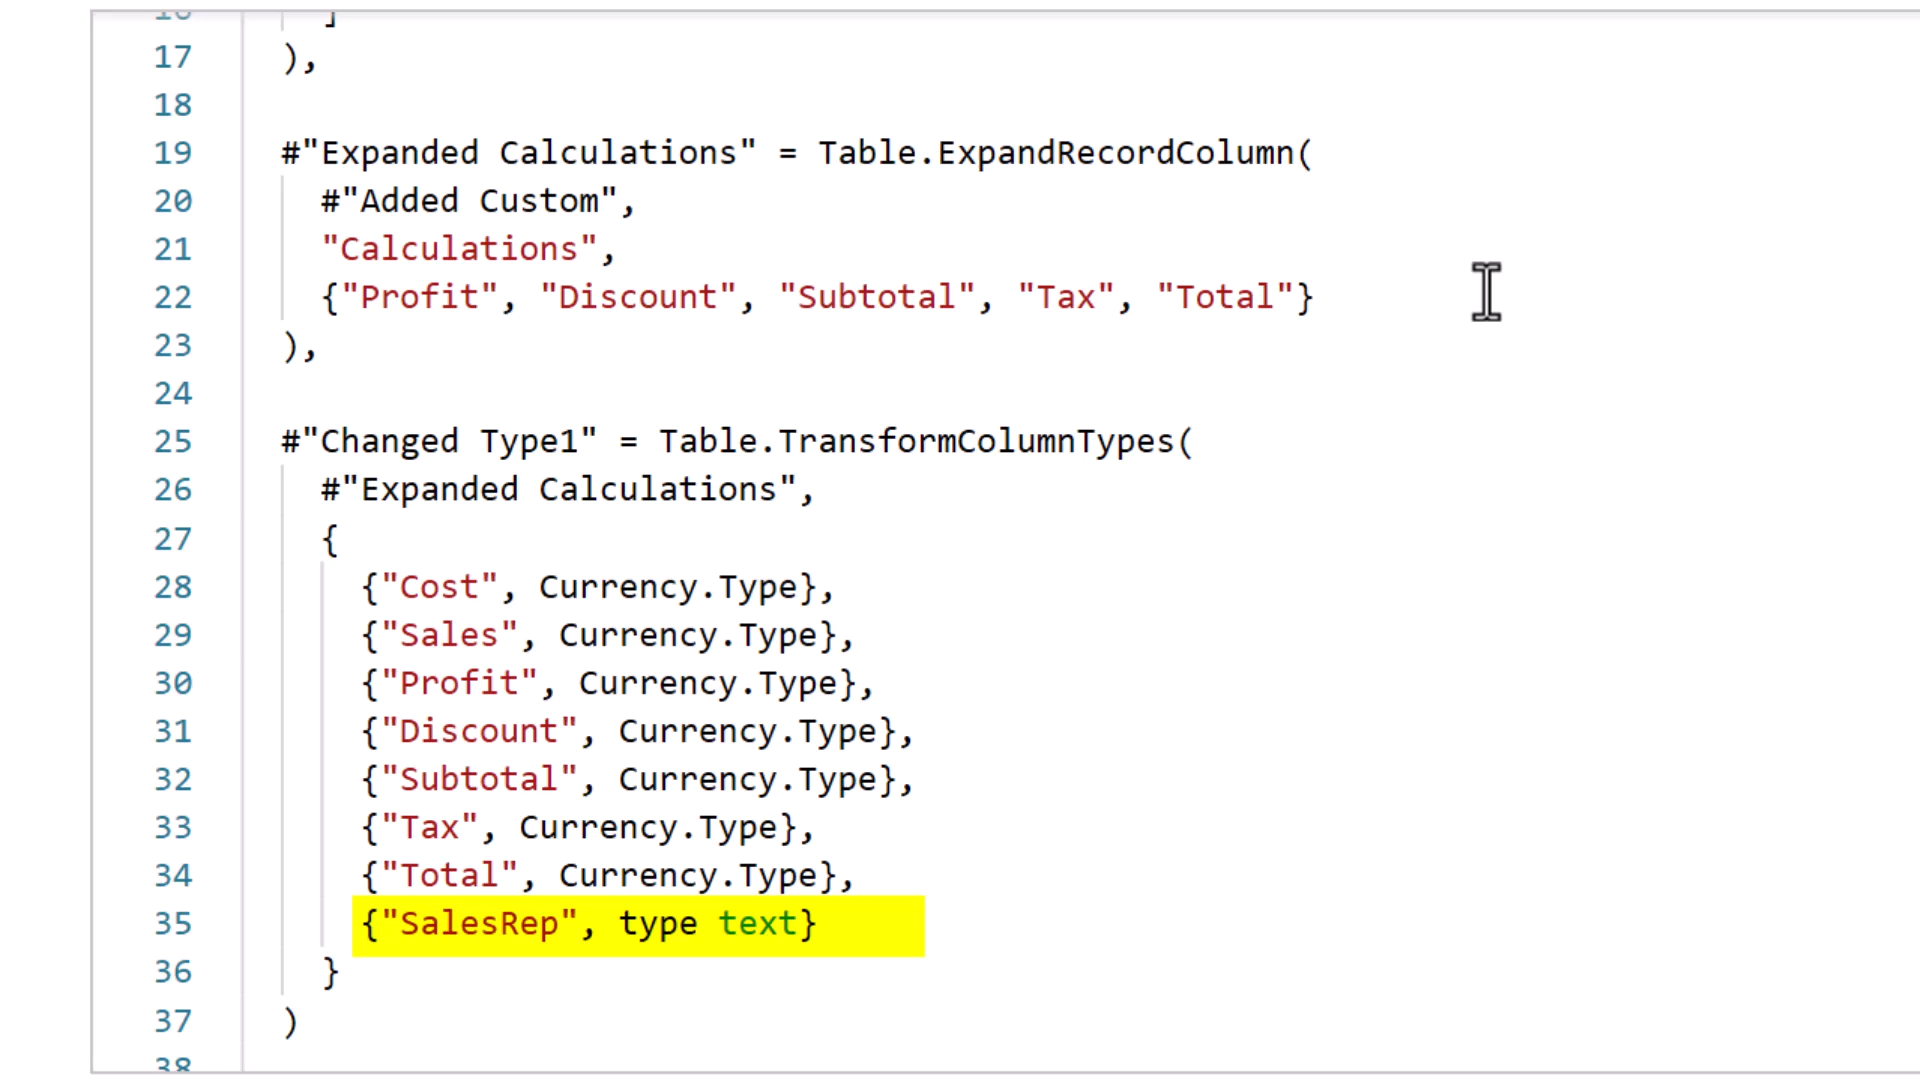 16 ]
17 ),
18
19 #"Expanded Calculations" = Table.ExpandRecordColumn(
20 #"Added Custom",
21 "Calculations",
22 {"Profit", "Discount", "Subtotal", "Tax", "Total"}
23 ),
24
25 #"Changed Type1" = Table.TransformColumnTypes(
26 #"Expanded Calculations",
27 {
28 {"Cost", Currency.Type},
29 {"Sales", Currency.Type},
30 {"Profit", Currency.Type},
31 {"Discount", Currency.Type},
32 {"Subtotal", Currency.Type},
33 {"Tax", Currency.Type},
34 {"Total", Currency.Type},
35 {"SalesRep", type text}
36 }
37 )
38